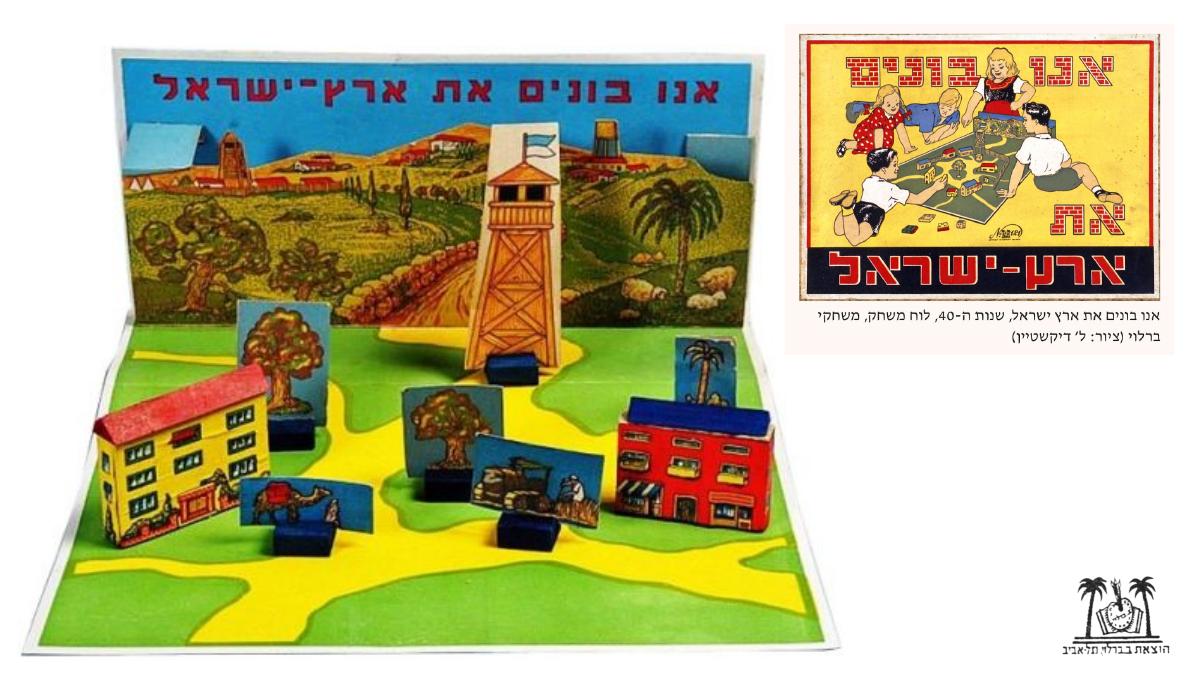 אנו בונים את ארץ־ישראל
אנו בונים
את
ארץ-ישראל
אנו בונים את ארץ ישראל, שנות ה-40, לוח משחק, משחקי
ברלוי (ציור: ל׳ דיקשטיין)
הוצאת ב.ברלוי, תל-אביב